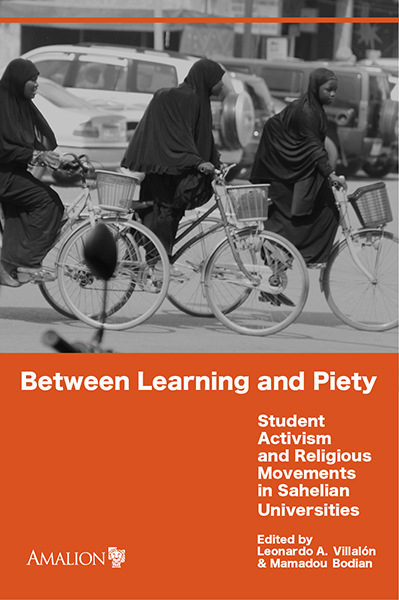 Between Learning and Piety
Student
Activism
and Religious
Movements
in Sahelian
Universities
Edited by
Leonardo A. Villalón
& Mamadou Bodian
AMALION